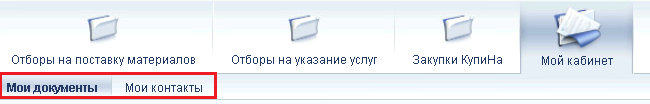 Отборы на поставку материалов Отборы на указание услуг Закупки КупиНа Мой кабинет
Мои документы Мои контакты